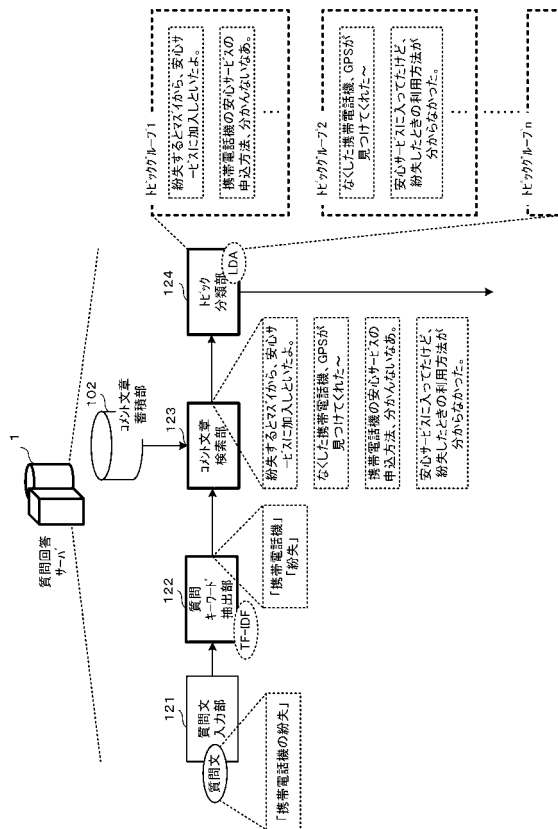 1
質問回答
サーバ
102
コメント文章
蓄積部
121
質問文
入力部
質問文
「携帯電話機の紛失」
122
質問
キーワード
抽出部
TF-IDF
「携帯電話機」
「紛失」
123
コメント文章
検索部
紛失するとマズイから、安心サ
ービスに加入しといたよ。
なくした携帯電話機、GPSが
見つけてくれた~
携帯電話機の安心サービスの
申込方法、分かんないなあ。
安心サービスに入ってたけど、
紛失したときの利用方法が
分からなかった。
124
トピック
分類部
LDA
トピックグループ1
紛失するとマズイから、安心サ
ービスに加入しといたよ。
携帯電話機の安心サービスの
申込方法、分かんないなあ。
トピックグループ2
なくした携帯電話機、GPSが
見つけてくれた~
安心サービスに入ってたけど、
紛失したときの利用方法が
分からなかった。
トピックグループn